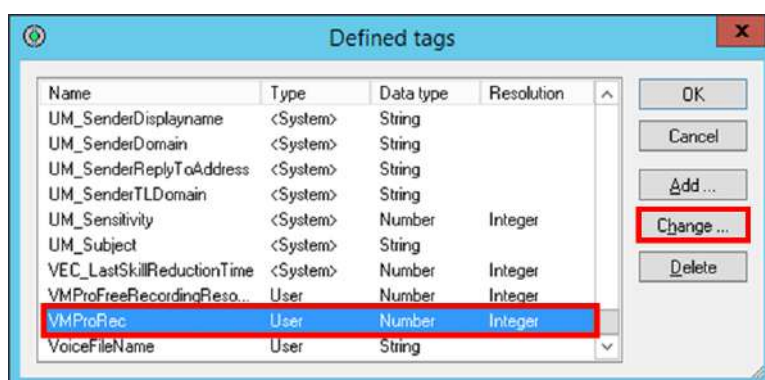 Defined tags
x
Name Type Data type Resolution
OK
UM_SenderDisplayname <System> String
UM_SenderDomain <System> String
Cancel
UM_SenderReplyToAddress <System> String
UM_SenderTLDomain <System> String
Add ...
UM_Sensitivity <System> Number Integer
Change ...
UM_Subject <System> String
VEC_LastSkillReductionTime <System> Number Integer
Delete
VMProFreeRecordingReso... User Number Integer
VMProRec User Number Integer
VoiceFileName User String